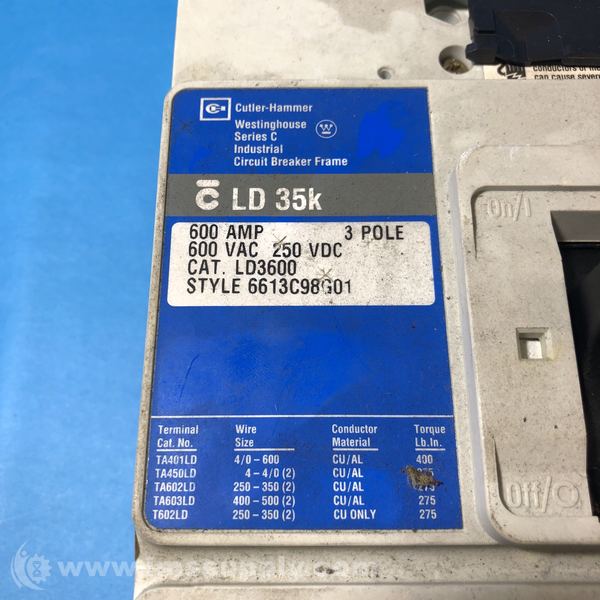 conductors of
can cause severe
Cutler-Hammer
Westinghouse
Series C
Industrial
Circuit Breaker Frame
C LD 35k
600 AMP 3 POLE
600 VAC 250 VDC
CAT. LD3600
STYLE 6613C98G01
On/I
Off/O
Terminal Wire Conductor Torque
Cat. No. Size Material Lb.In.
TA401LD 4/0 - 600 CU/AL 400
TA450LD 4 - 4/0 (2) CU/AL
TA602LD 250 - 350 (2) CU/AL 275
TA603LD 400 - 500 (2) CU/AL 275
T602LD 250 - 350 (2) CU ONLY 275